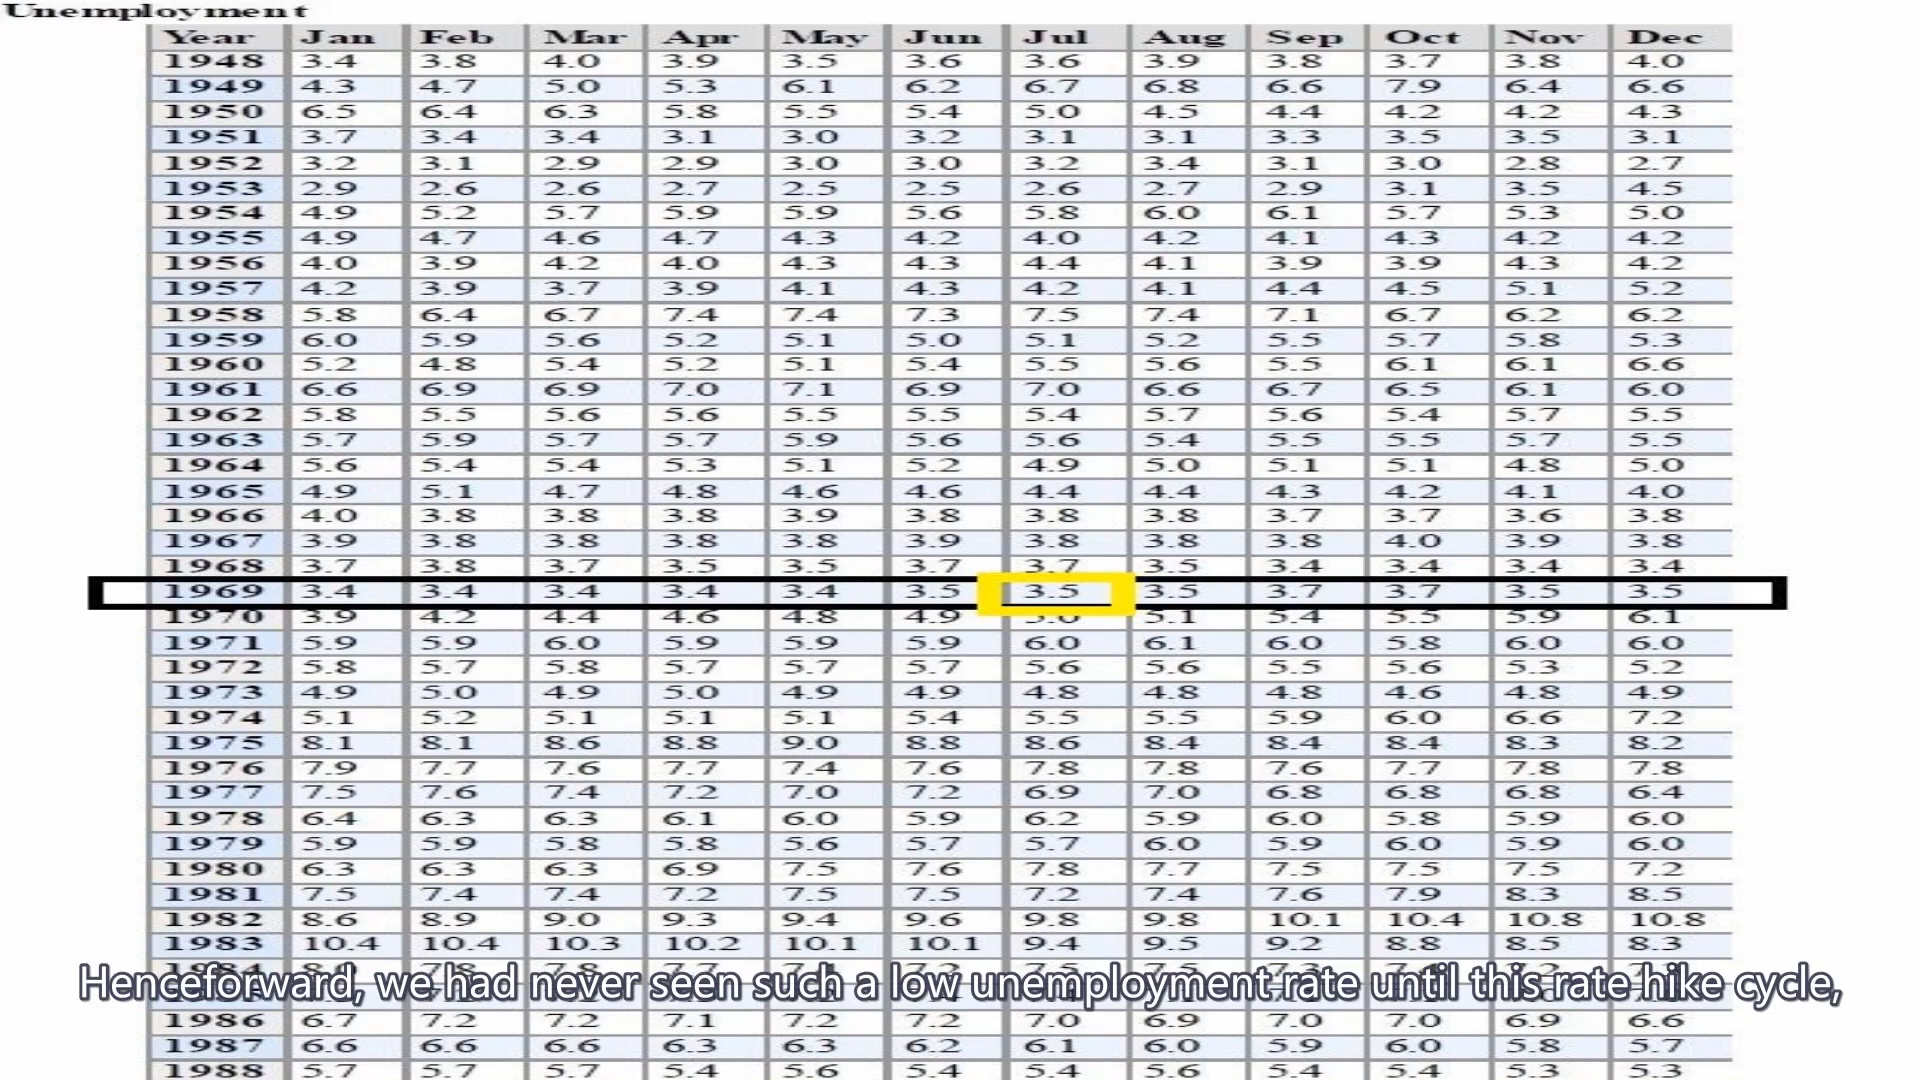 Unemployment
Year Jan Feb Mar Apr May Jun Jul Aug Sep Oct Nov Dec
1948 3.4 3.8 4.0 3.9 3.5 3.6 3.6 3.9 3.8 3.7 3.8 4.0
1949 4.3 4.7 5.0 5.3 6.1 6.2 6.7 6.8 6.6 7.9 6.4 6.6
1950 6.5 6.4 6.3 5.8 5.5 5.4 5.0 4.5 4.4 4.2 4.2 4.3
1951 3.7 3.4 3.4 3.1 3.0 3.2 3.1 3.1 3.3 3.5 3.5 3.1
1952 3.2 3.1 2.9 2.9 3.0 3.0 3.2 3.4 3.1 3.0 2.8 2.7
1953 2.9 2.6 2.6 2.7 2.5 2.5 2.6 2.7 2.9 3.1 3.5 4.5
1954 4.9 5.2 5.7 5.9 5.9 5.6 5.8 6.0 6.1 5.7 5.3 5.0
1955 4.9 4.7 4.6 4.7 4.3 4.2 4.0 4.2 4.1 4.3 4.2 4.2
1956 4.0 3.9 4.2 4.0 4.3 4.3 4.4 4.1 3.9 3.9 4.3 4.2
1957 4.2 3.9 3.7 3.9 4.1 4.3 4.2 4.1 4.4 4.5 5.1 5.2
1958 5.8 6.4 6.7 7.4 7.4 7.3 7.5 7.4 7.1 6.7 6.2 6.2
1959 6.0 5.9 5.6 5.2 5.1 5.0 5.1 5.2 5.5 5.7 5.8 5.3
1960 5.2 4.8 5.4 5.2 5.1 5.4 5.5 5.6 5.5 6.1 6.1 6.6
1961 6.6 6.9 6.9 7.0 7.1 6.9 7.0 6.6 6.7 6.5 6.1 6.0
1962 5.8 5.5 5.6 5.6 5.5 5.5 5.4 5.7 5.6 5.4 5.7 5.5
1963 5.7 5.9 5.7 5.7 5.9 5.6 5.6 5.4 5.5 5.5 5.7 5.5
1964 5.6 5.4 5.4 5.3 5.1 5.2 4.9 5.0 5.1 5.1 4.8 5.0
1965 4.9 5.1 4.7 4.8 4.6 4.6 4.4 4.4 4.3 4.2 4.1 4.0
1966 4.0 3.8 3.8 3.8 3.9 3.8 3.8 3.8 3.7 3.7 3.6 3.8
1967 3.9 3.8 3.8 3.8 3.8 3.9 3.8 3.8 3.8 4.0 3.9 3.8
1968 3.7 3.8 3.7 3.5 3.5 3.7 3.7 3.5 3.4 3.4 3.4 3.4
1969 3.4 3.4 3.4 3.4 3.4 3.5 3.5 3.5 3.7 3.7 3.5 3.5
1970 3.9 4.2 4.4 4.6 4.8 4.9 5.0 5.1 5.4 5.5 5.9 6.1
1971 5.9 5.9 6.0 5.9 5.9 5.9 6.0 6.1 6.0 5.8 6.0 6.0
1972 5.8 5.7 5.8 5.7 5.7 5.7 5.6 5.6 5.5 5.6 5.3 5.2
1973 4.9 5.0 4.9 5.0 4.9 4.9 4.8 4.8 4.8 4.6 4.8 4.9
1974 5.1 5.2 5.1 5.1 5.1 5.4 5.5 5.5 5.9 6.0 6.6 7.2
1975 8.1 8.1 8.6 8.8 9.0 8.8 8.6 8.4 8.4 8.4 8.3 8.2
1976 7.9 7.7 7.6 7.7 7.4 7.6 7.8 7.8 7.6 7.7 7.8 7.8
1977 7.5 7.6 7.4 7.2 7.0 7.2 6.9 7.0 6.8 6.8 6.8 6.4
1978 6.4 6.3 6.3 6.1 6.0 5.9 6.2 5.9 6.0 5.8 5.9 6.0
1979 5.9 5.9 5.8 5.8 5.6 5.7 5.7 6.0 5.9 6.0 5.9 6.0
1980 6.3 6.3 6.3 6.9 7.5 7.6 7.8 7.7 7.5 7.5 7.5 7.2
1981 7.5 7.4 7.4 7.2 7.5 7.5 7.2 7.4 7.6 7.9 8.3 8.5
1982 8.6 8.9 9.0 9.3 9.4 9.6 9.8 9.8 10.1 10.4 10.8 10.8
1983 10.4 10.4 10.3 10.2 10.1 10.1 9.4 9.5 9.2 8.8 8.5 8.3
Henceforward, we had never seen such a low unemployment rate until this rate hike cycle,
1986 6.7 7.2 7.2 7.1 7.2 7.2 7.0 6.9 7.0 7.0 6.9 6.6
1987 6.6 6.6 6.6 6.3 6.3 6.2 6.1 6.0 5.9 6.0 5.8 5.7
1988 5.7 5.7 5.7 5.4 5.6 5.4 5.4 5.6 5.4 5.4 5.3 5.3